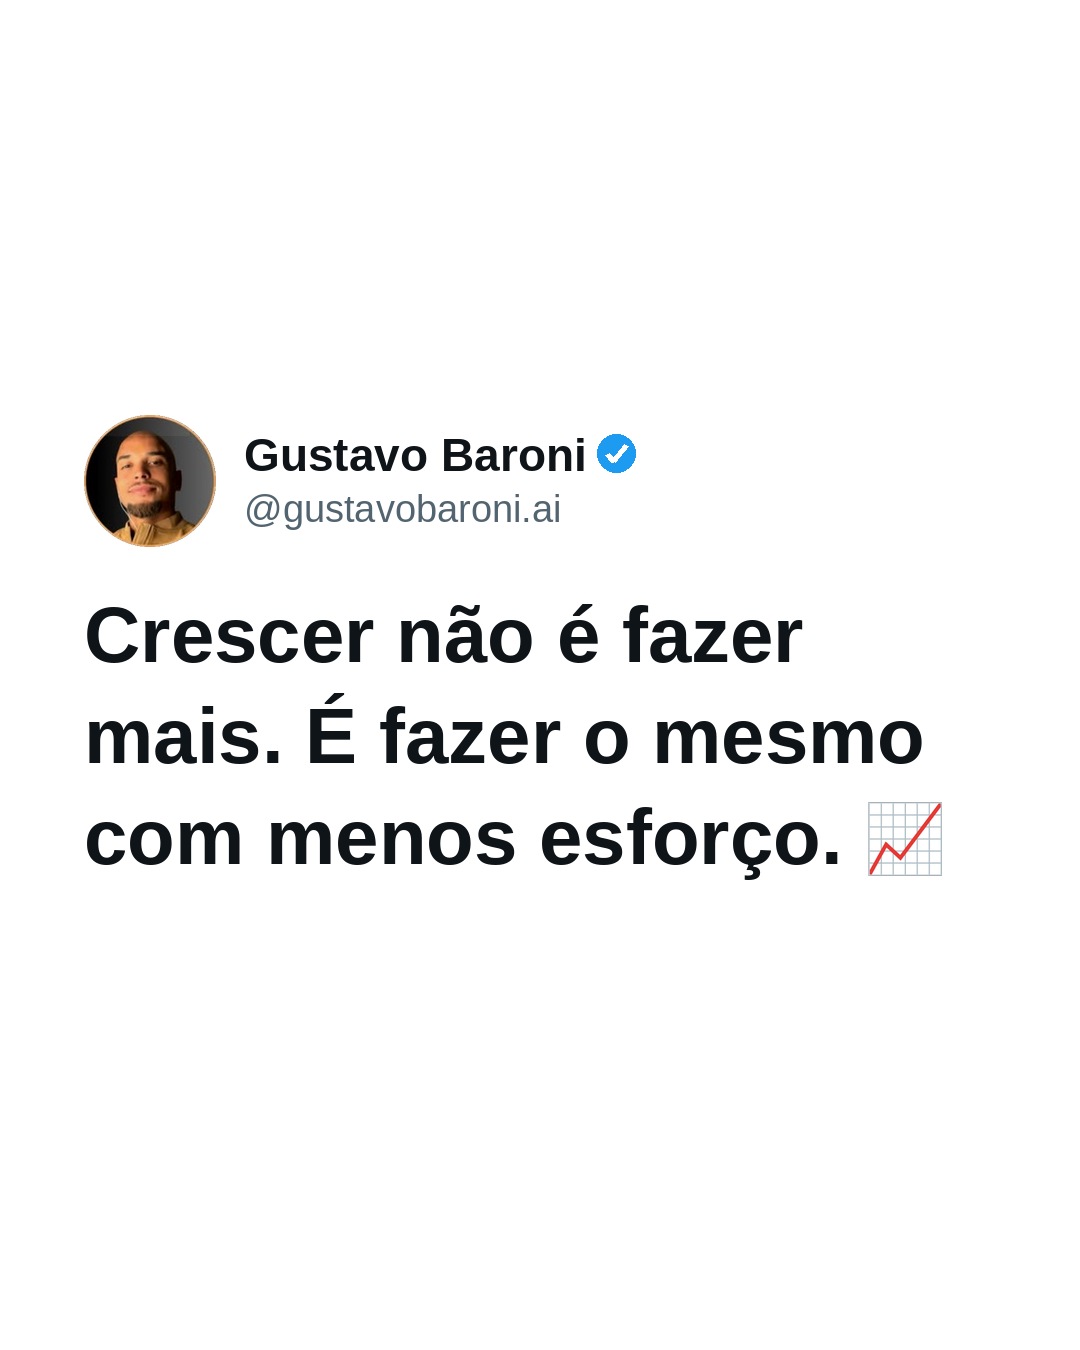 Gustavo Baroni
@gustavobaroni.ai
Crescer não é fazer
mais. É fazer o mesmo
com menos esforço. 📈